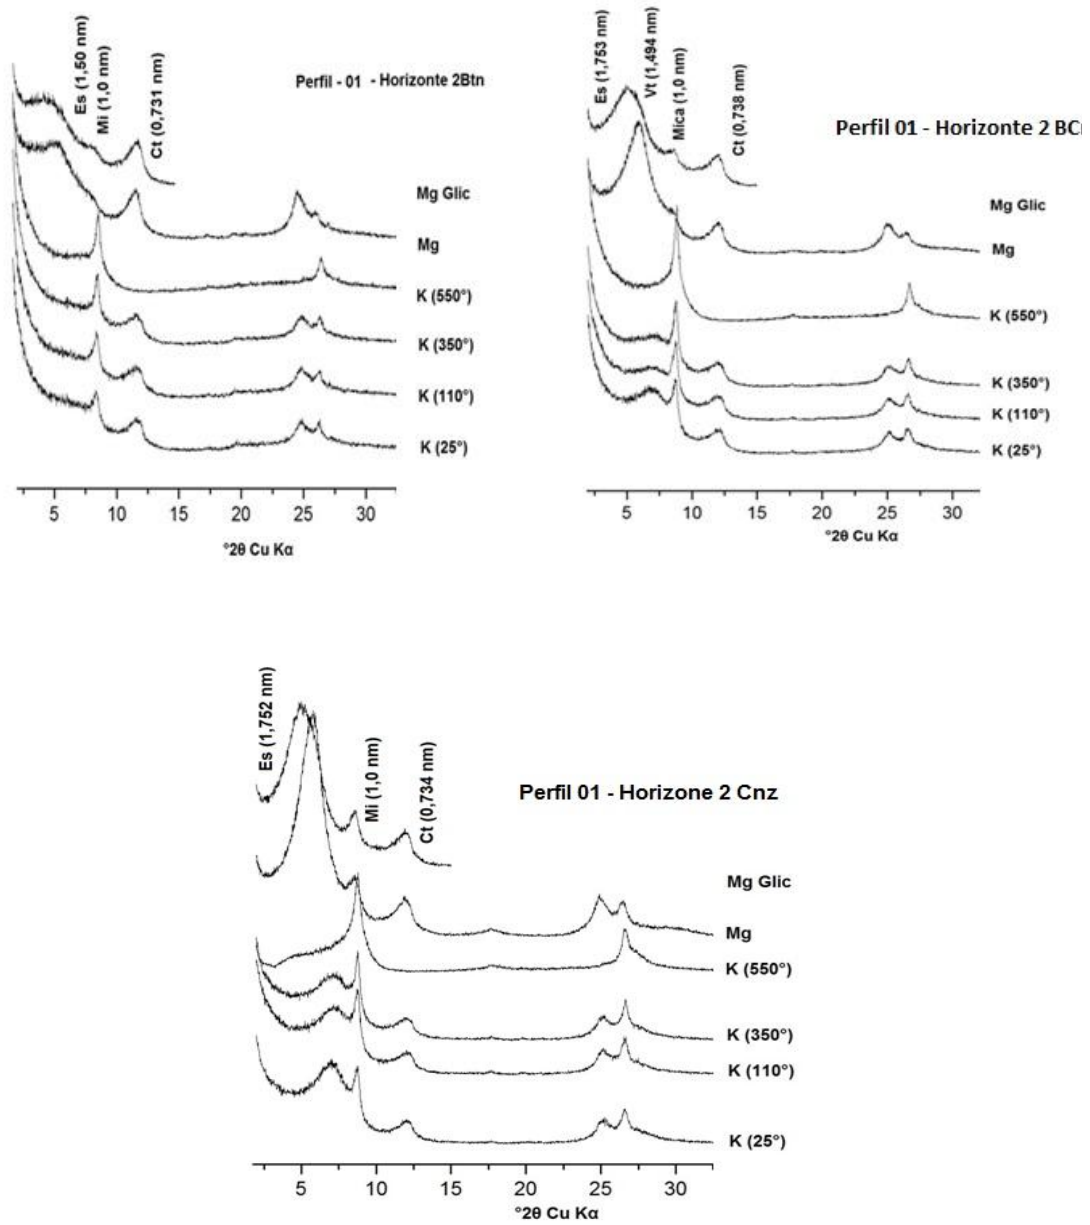 Es (1,50 nm)
Mi (1,0 nm)
Ct (0,731 nm)
Perfil - 01 - Horizonte 2Btn
Mg Glic
Mg
K (550°)
K (350°)
K (110°)
K (25°)
5 10 15 20 25 30
°2θ Cu Kα
Es (1,753 nm)
Vt (1,494 nm)
Mica (1,0 nm)
Ct (0,738 nm)
Perfil 01 - Horizonte 2 BC
Mg Glic
Mg
K (550°)
K (350°)
K (110°)
K (25°)
5 10 15 20 25 30
°2θ Cu Kα
Es (1,752 nm)
Mi (1,0 nm)
Ct (0,734 nm)
Perfil 01 - Horizone 2 Cnz
Mg Glic
Mg
K (550°)
K (350°)
K (110°)
K (25°)
5 10 15 20 25 30
°2θ Cu Kα